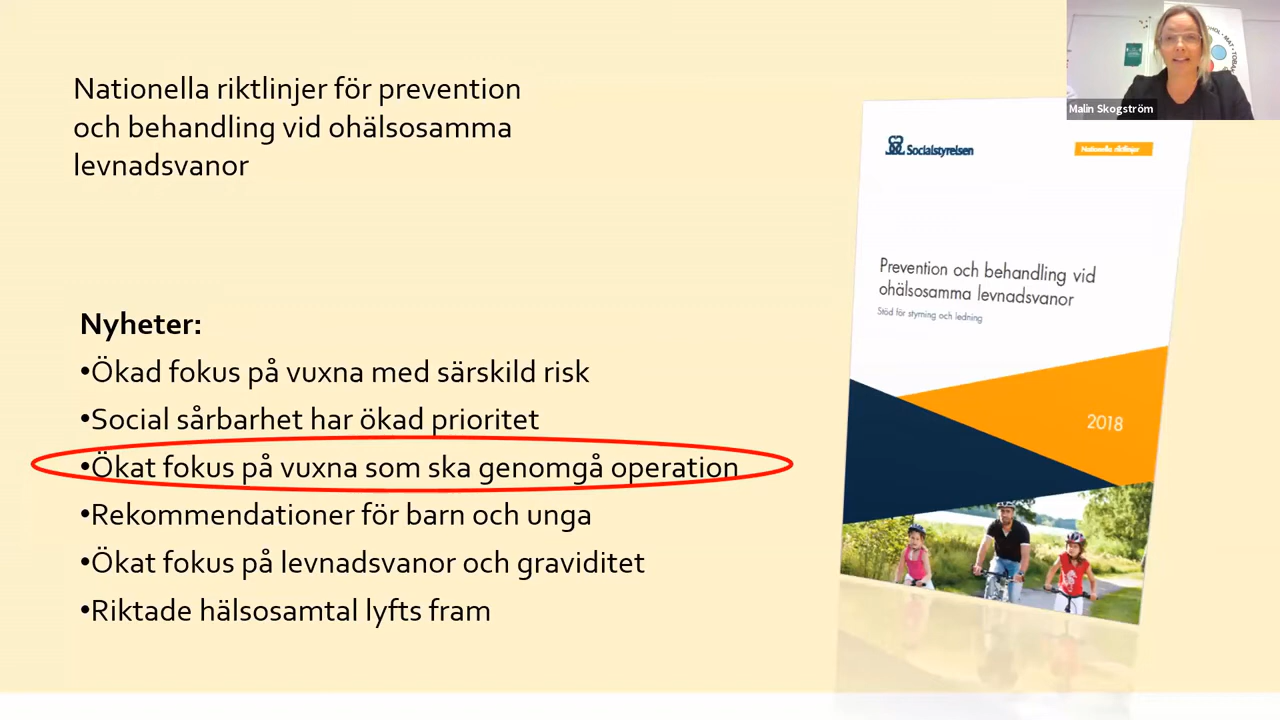 Nationella riktlinjer för prevention
och behandling vid ohälsosamma
levnadsvanor
Nyheter:
•Ökad fokus på vuxna med särskild risk
•Social sårbarhet har ökad prioritet
•Ökat fokus på vuxna som ska genomgå operation
•Rekommendationer för barn och unga
•Ökat fokus på levnadsvanor och graviditet
•Riktade hälsosamtal lyfts fram
Malin Skogström
MAT • TOBAK
Socialstyrelsen
Nationella riktlinjer
Prevention och behandling vid
ohälsosamma levnadsvanor
Stöd för styrning och ledning
2018